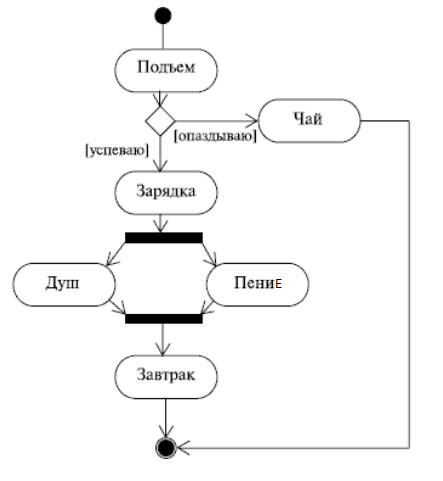 Подъем
[опаздываю]
Чай
[успеваю]
Зарядка
Душ
ПениЕ
Завтрак